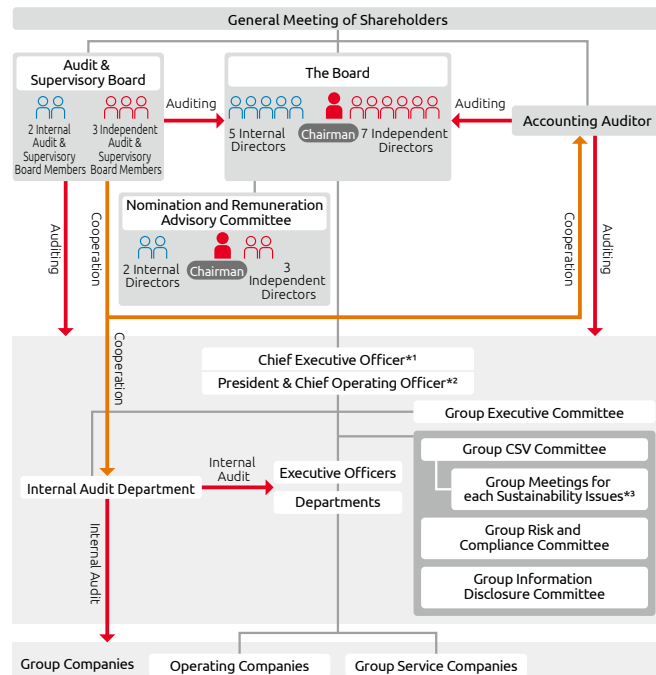 General Meeting of Shareholders
Audit &
Supervisory Board
2 Internal
Audit &
Supervisory
Board Members
3 Independent
Audit &
Supervisory
Board Members
Auditing
The Board
5 Internal
Directors
Chairman
7 Independent
Directors
Auditing
Accounting Auditor
Nomination and Remuneration
Advisory Committee
2 Internal
Directors
Chairman
3
Independent
Directors
Auditing
Cooperation
Cooperation
Auditing
Cooperation
Chief Executive Officer*1
President & Chief Operating Officer*2
Group Executive Committee
Group CSV Committee
Group Meetings for
each Sustainability Issues*3
Group Risk and
Compliance Committee
Group Information
Disclosure Committee
Internal Audit Department
Internal
Audit
Executive Officers
Departments
Internal Audit
Group Companies
Operating Companies
Group Service Companies